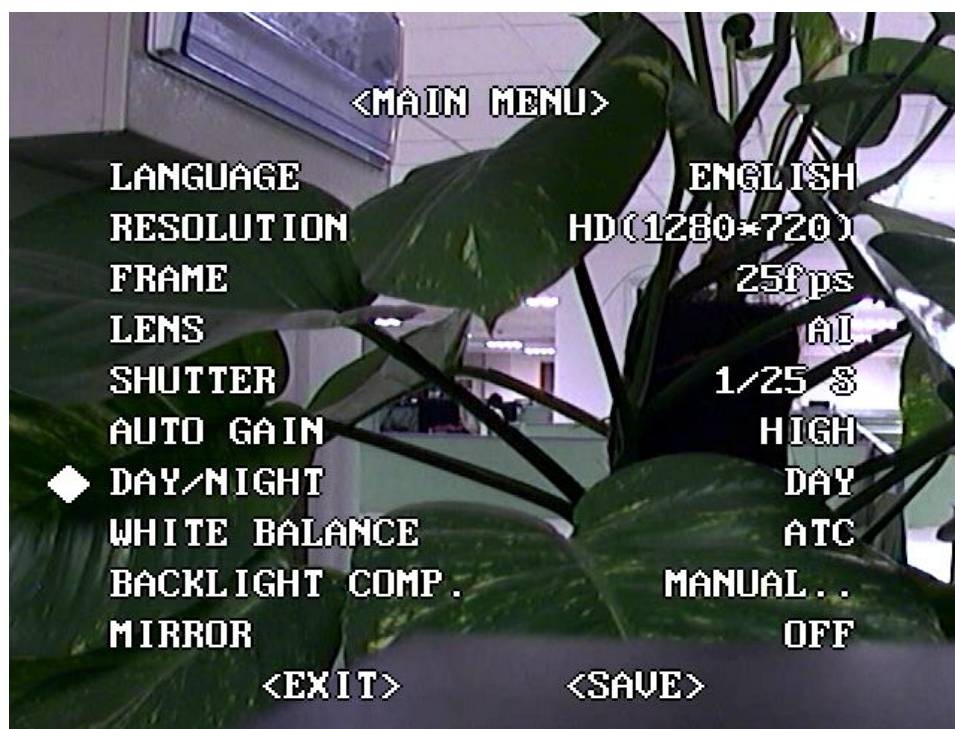 <MAIN MENU>
LANGUAGE ENGLISH
RESOLUTION HD(1280*720)
FRAME 25fps
LENS AI
SHUTTER 1/25 S
AUTO GAIN HIGH
DAY/NIGHT DAY
WHITE BALANCE ATC
BACKLIGHT COMP. MANUAL..
MIRROR OFF
<EXIT> <SAVE>